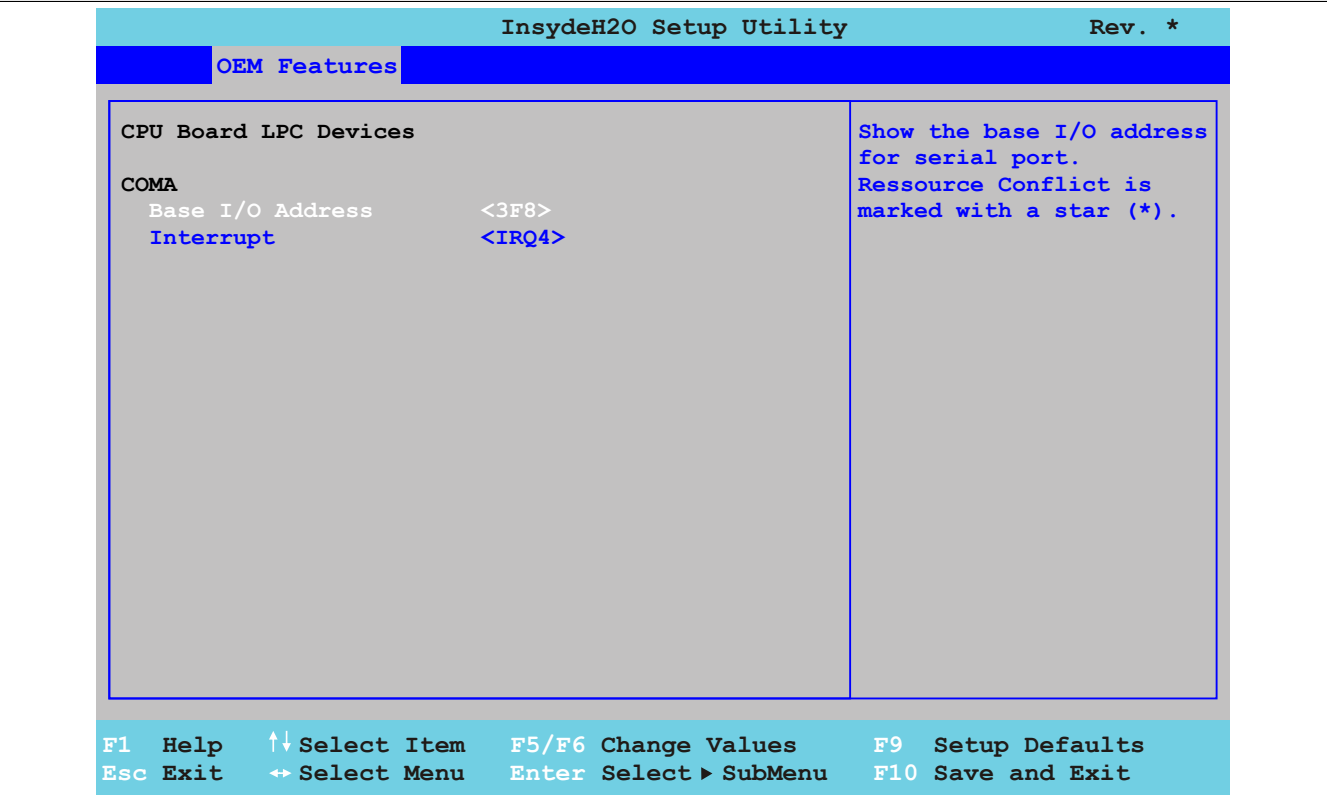 InsydeH2O Setup Utility Rev. *
OEM Features
CPU Board LPC Devices
COMA
Base I/O Address <3F8>
Interrupt <IRQ4>
Show the base I/O address
for serial port.
Ressource Conflict is
marked with a star (*).
F1 Help ↑↓ Select Item F5/F6 Change Values F9 Setup Defaults
Esc Exit ↔ Select Menu Enter Select ▶ SubMenu F10 Save and Exit